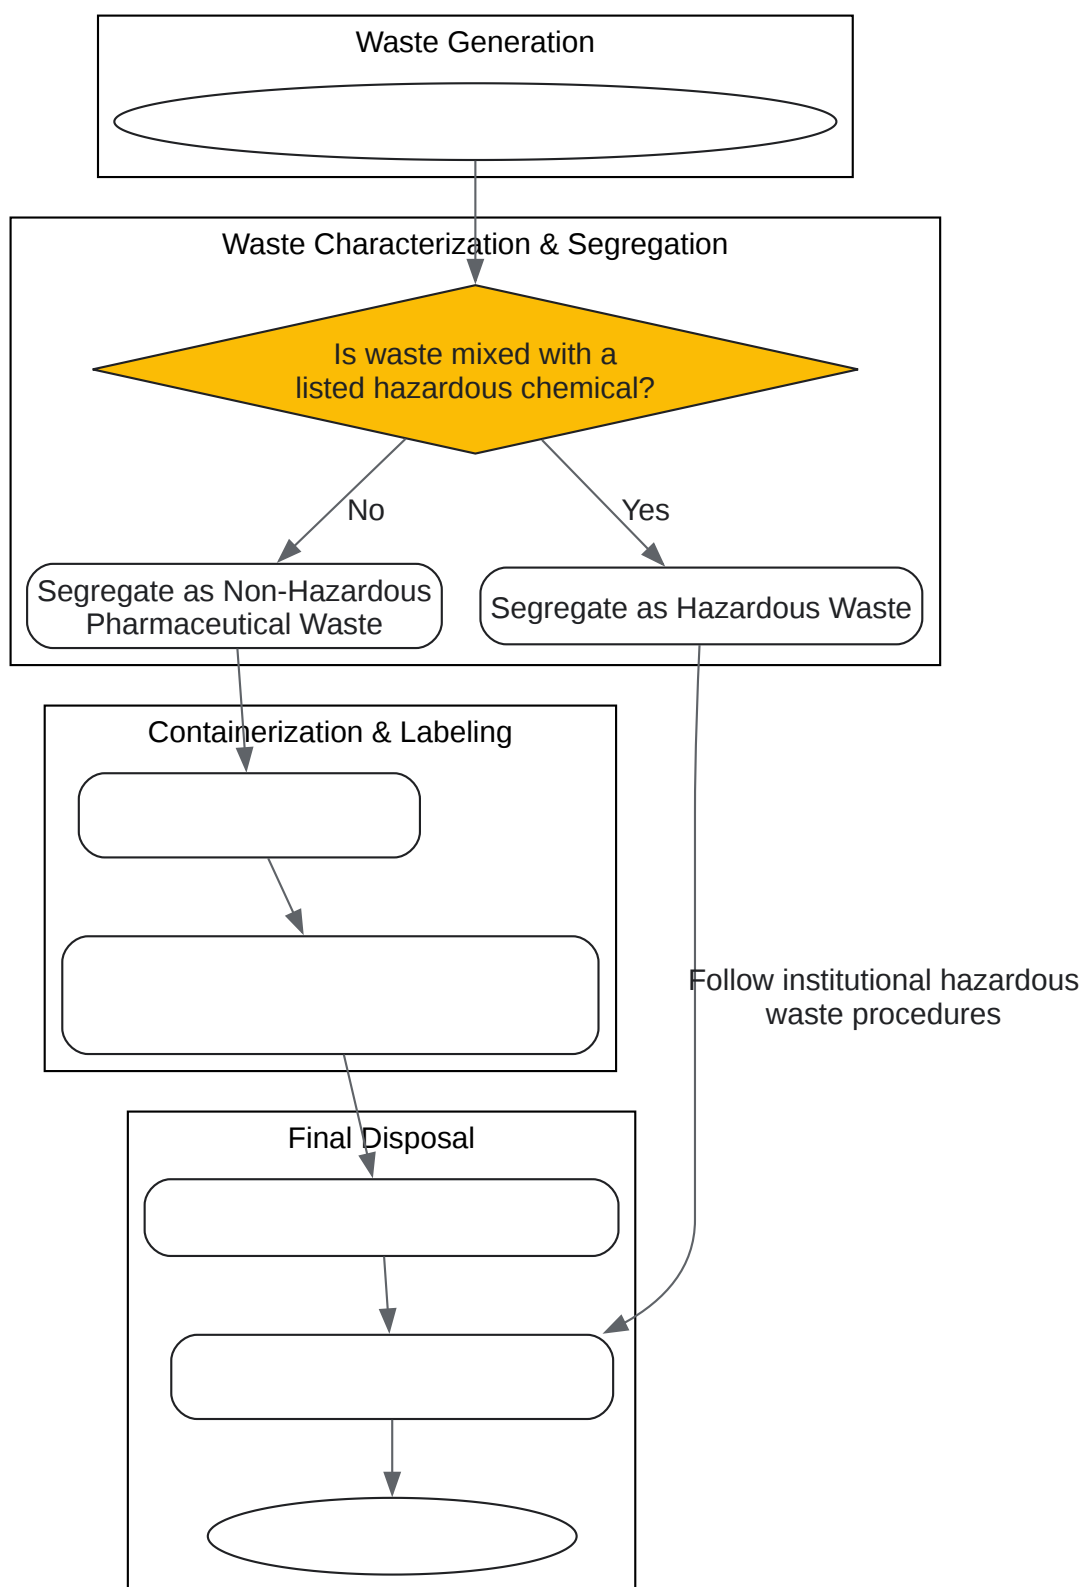 Waste Generation
Waste Characterization & Segregation
Is waste mixed with a
listed hazardous chemical?
No
Yes
Segregate as Non-Hazardous
Pharmaceutical Waste
Segregate as Hazardous Waste
Containerization & Labeling
Follow institutional hazardous
waste procedures
Final Disposal